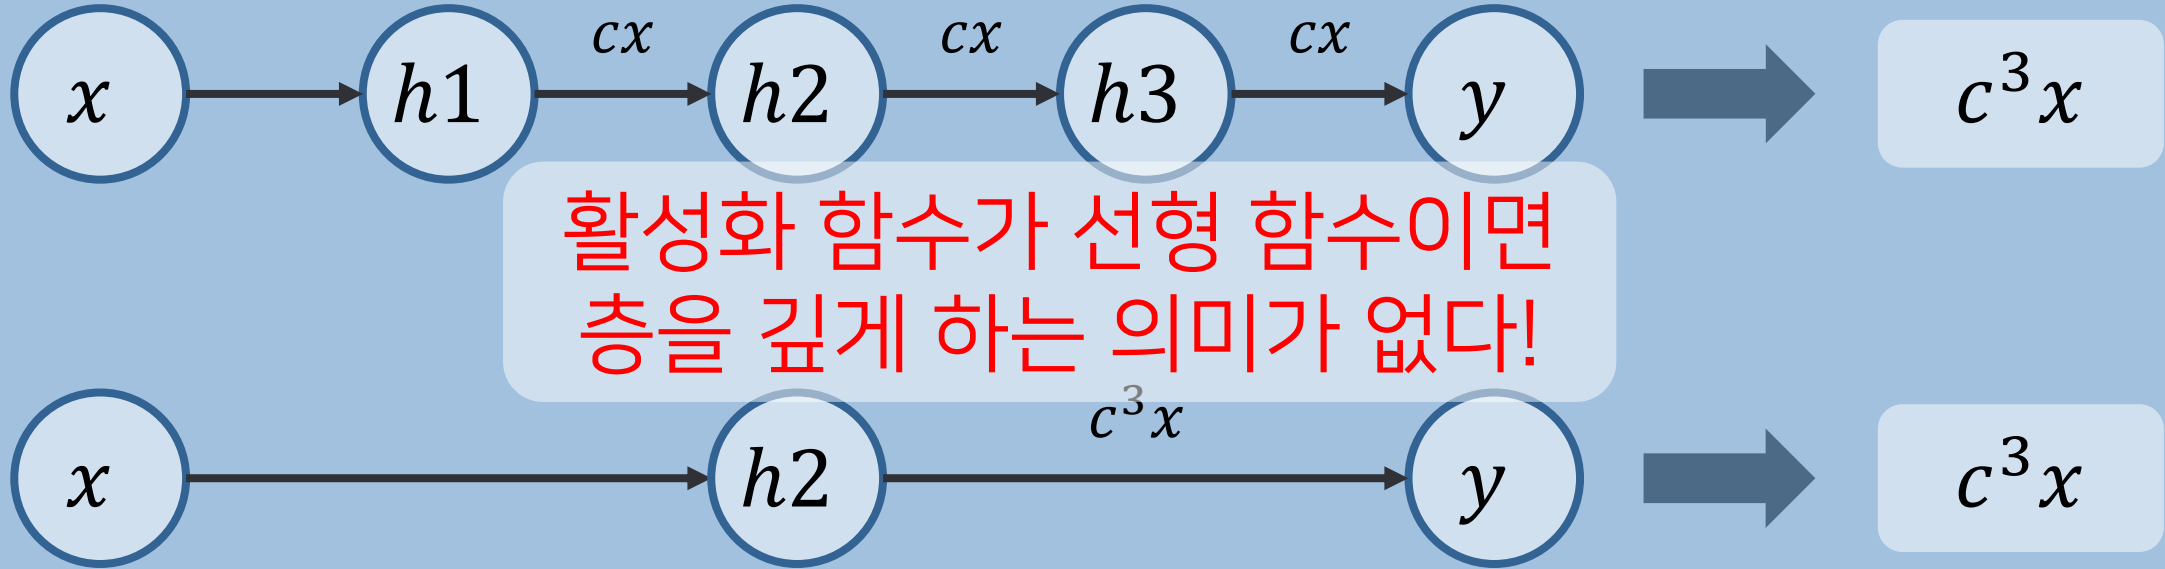 cx cx cx
x h1 h2 h3 y c³x
활성화 함수가 선형 함수이면
층을 깊게 하는 의미가 없다!
c³x
x h2 y c³x